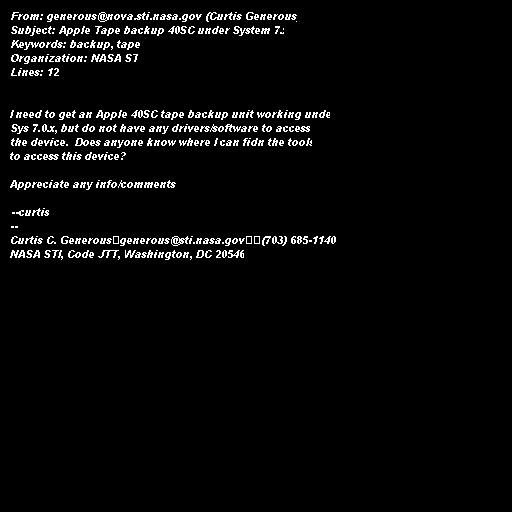 From: generous@nova.sti.nasa.gov (Curtis Generous
Subject: Apple Tape backup 40SC under System 7.
Keywords: backup, tape
Organization: NASA ST
Lines: 12
I need to get an Apple 40SC tape backup unit working unde
Sys 7.0.x, but do not have any drivers/software to access
the device.  Does anyone know where I can fidn the tools
to access this device?
Appreciate any info/comments
--curtis
--
Curtis C. Generous□generous@sti.nasa.gov□□(703) 685-1140
NASA STI, Code JTT, Washington, DC 20546